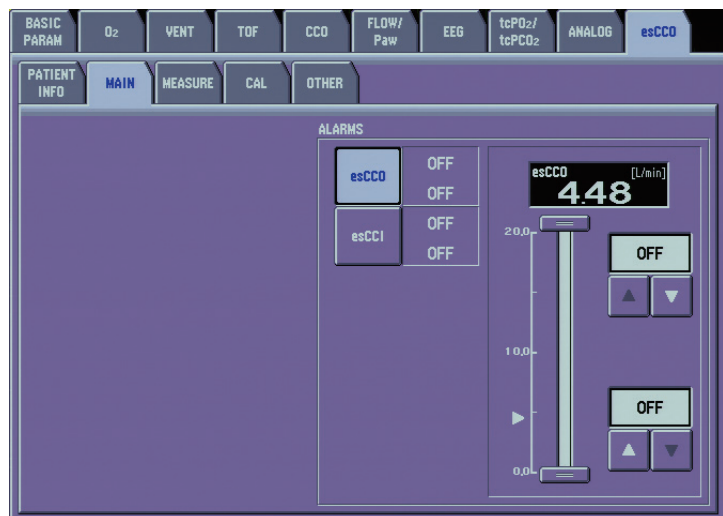 BASIC PARAM
O2
VENT
TOF
CCO
FLOW/ Paw
EEG
tcPO2/ tcPCO2
ANALOG
esCCO
PATIENT INFO
MAIN
MEASURE
CAL
OTHER
ALARMS
esCCO
OFF
OFF
esCCI
OFF
OFF
esCCO [L/min]
4.48
20,0
OFF
10,0
OFF
0,0